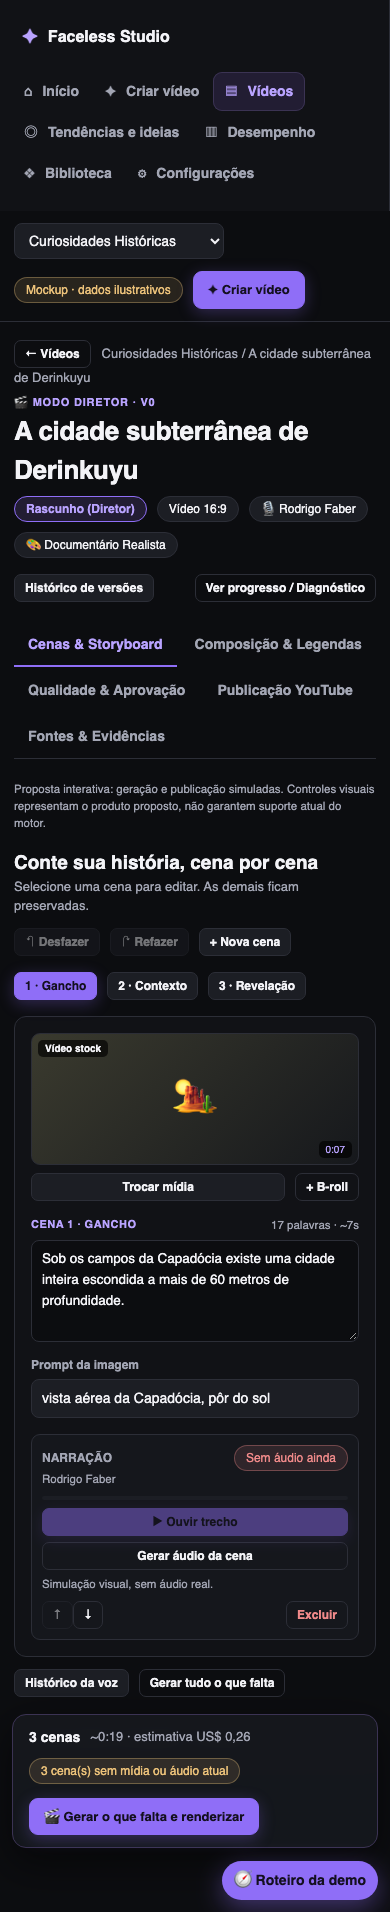 Faceless Studio
Início
Criar vídeo
Vídeos
Tendências e ideias
Desempenho
Biblioteca
Configurações
Curiosidades Históricas
Mockup · dados ilustrativos
✦ Criar vídeo
← Vídeos
Curiosidades Históricas / A cidade subterrânea
de Derinkuyu
🎬 MODO DIRETOR · V0
A cidade subterrânea de
Derinkuyu
Rascunho (Diretor)
Vídeo 16:9
🎙️ Rodrigo Faber
🎨 Documentário Realista
Histórico de versões
Ver progresso / Diagnóstico
Cenas & Storyboard
Composição & Legendas
Qualidade & Aprovação
Publicação YouTube
Fontes & Evidências
Proposta interativa: geração e publicação simuladas. Controles visuais
representam o produto proposto, não garantem suporte atual do
motor.
Conte sua história, cena por cena
Selecione uma cena para editar. As demais ficam
preservadas.
↰ Desfazer
↱ Refazer
+ Nova cena
1 · Gancho
2 · Contexto
3 · Revelação
Vídeo stock
0:07
Trocar mídia
+ B-roll
CENA 1 · GANCHO
17 palavras · ~7s
Sob os campos da Capadócia existe uma cidade
inteira escondida a mais de 60 metros de
profundidade.
Prompt da imagem
vista aérea da Capadócia, pôr do sol
NARRAÇÃO
Sem áudio ainda
Rodrigo Faber
▶ Ouvir trecho
Gerar áudio da cena
Simulação visual, sem áudio real.
↑
↓
Excluir
Histórico da voz
Gerar tudo o que falta
3 cenas
~0:19 · estimativa US$ 0,26
3 cena(s) sem mídia ou áudio atual
🎬 Gerar o que falta e renderizar
🧭 Roteiro da demo